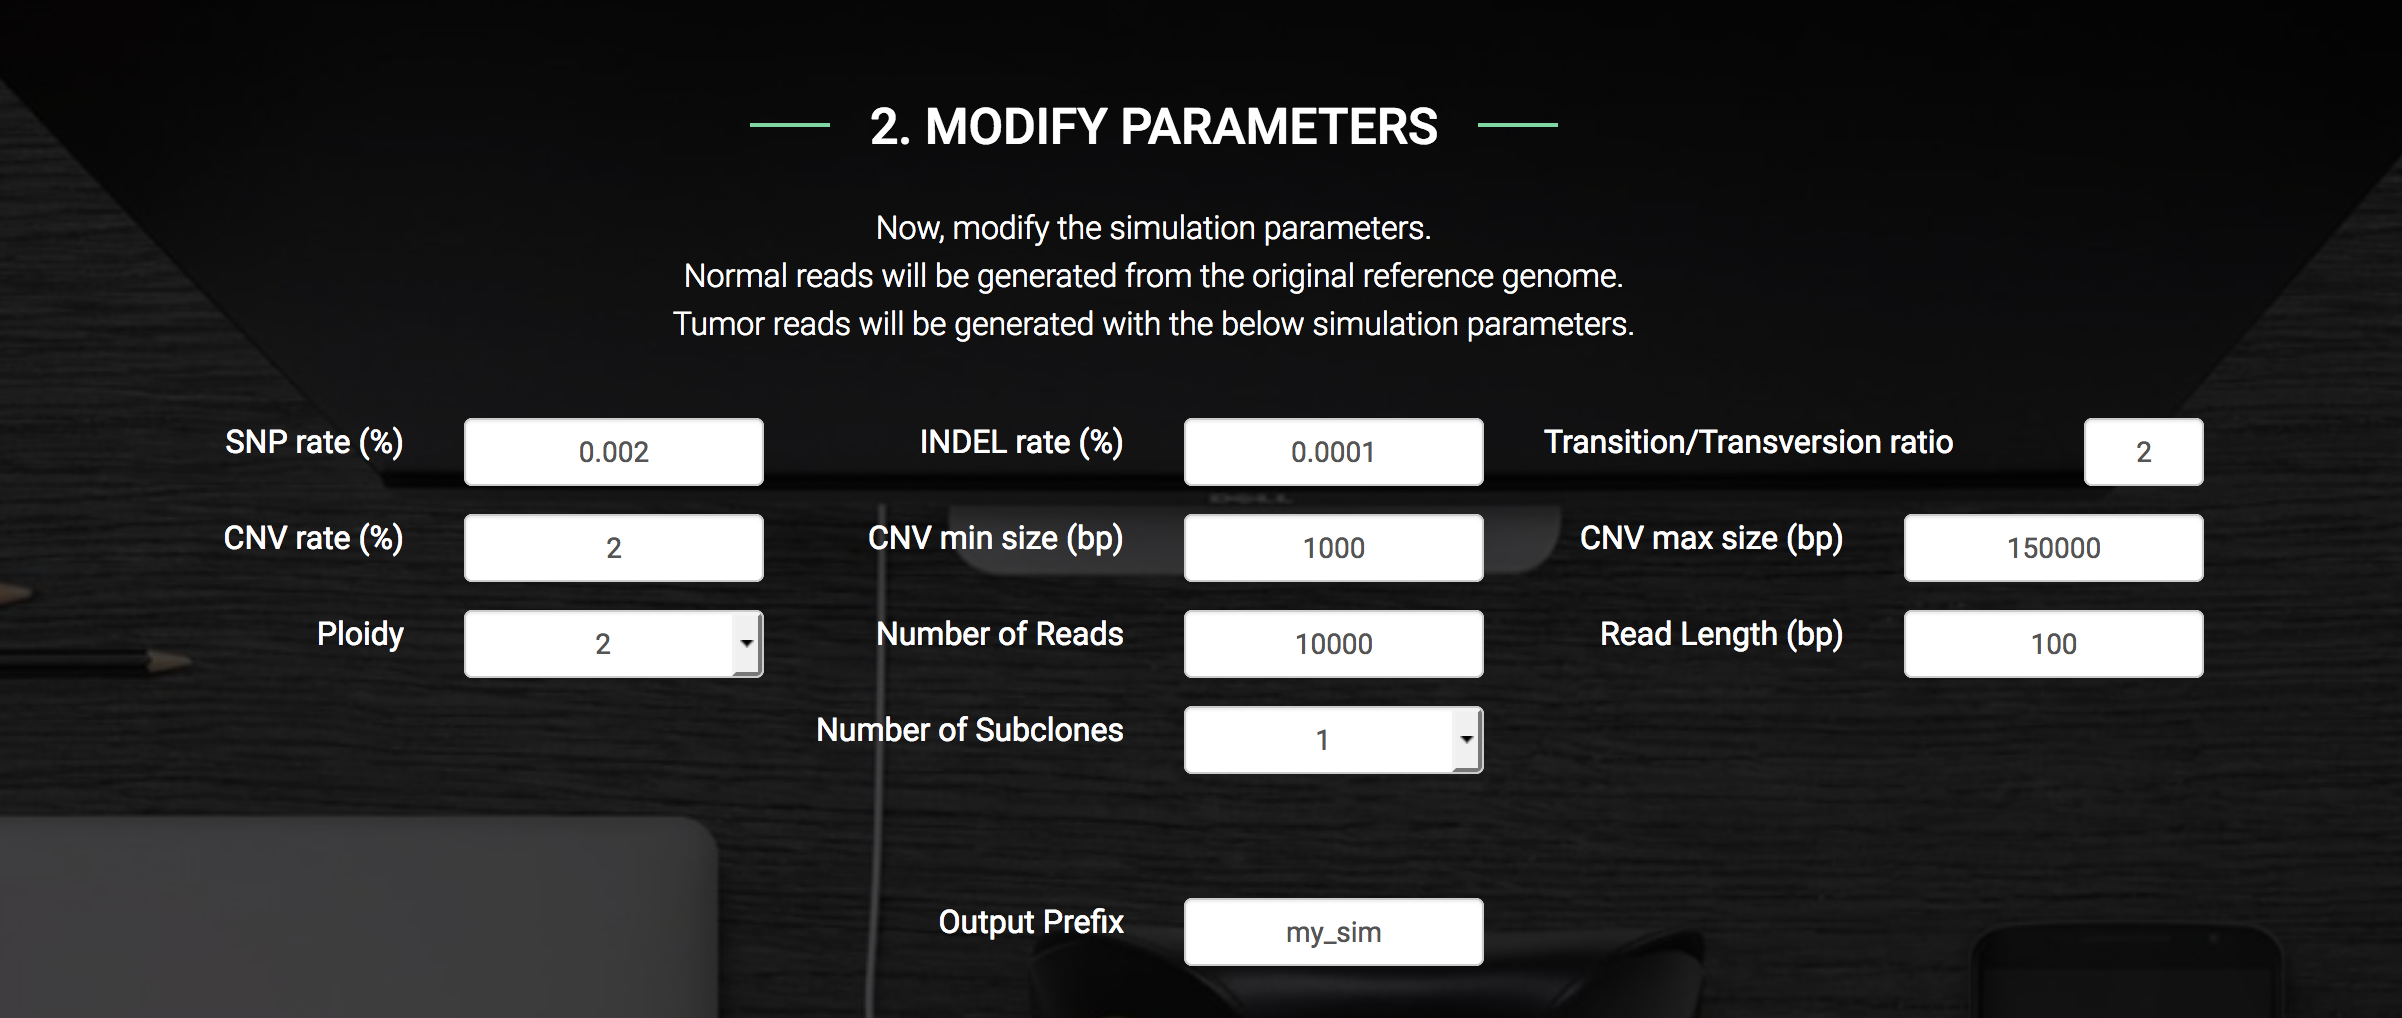 2. MODIFY PARAMETERS
Now, modify the simulation parameters.
Normal reads will be generated from the original reference genome.
Tumor reads will be generated with the below simulation parameters.
SNP rate (%) 0.002 INDEL rate (%) 0.0001 Transition/Transversion ratio 2
DELL
CNV rate (%) 2 CNV min size (bp) 1000 CNV max size (bp) 150000
Ploidy 2 Number of Reads 10000 Read Length (bp) 100
Number of Subclones 1
Output Prefix my_sim